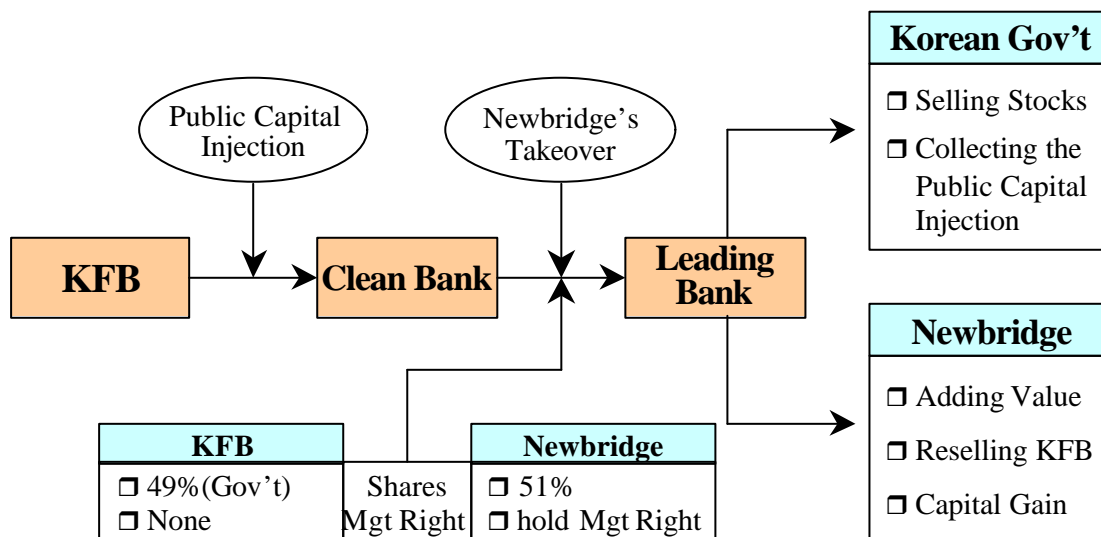 Korean Gov't
❒ Selling Stocks
❒ Collecting the
Public Capital
Injection
Public Capital
Injection
Newbridge's
Takeover
KFB
Clean Bank
Leading
Bank
Newbridge
❒ Adding Value
❒ Reselling KFB
❒ Capital Gain
KFB
❒ 49%(Gov't)
❒ None
Shares
Mgt Right
Newbridge
❒ 51%
❒ hold Mgt Right